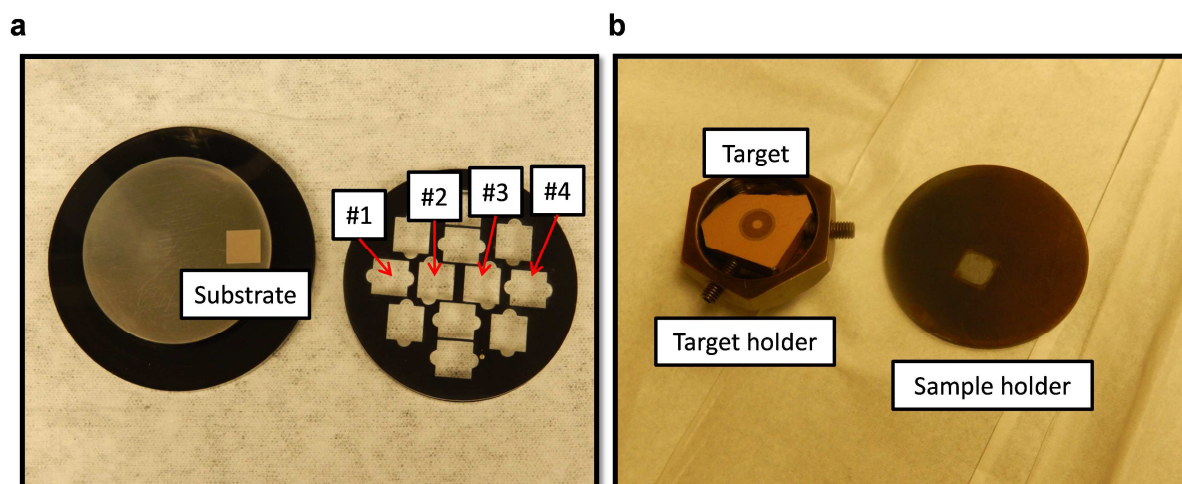 a
b
#1
#2
#3
#4
Substrate
Target
Target holder
Sample holder